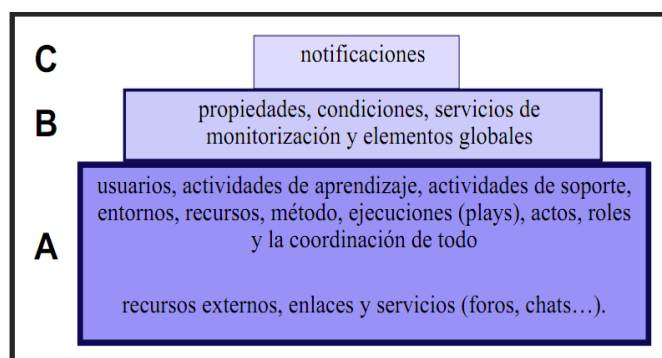 C
notificaciones
B
propiedades, condiciones, servicios de
monitorización y elementos globales
A
usuarios, actividades de aprendizaje, actividades de soporte,
entornos, recursos, método, ejecuciones (plays), actos, roles
y la coordinación de todo
recursos externos, enlaces y servicios (foros, chats…).